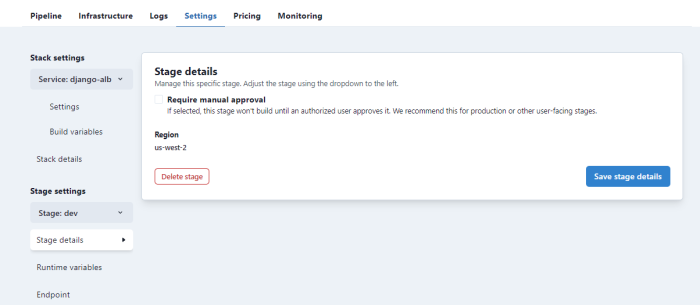 Pipeline Infrastructure Logs Settings Pricing Monitoring
Stack settings
Service: django-alb
Settings
Build variables
Stack details
Stage settings
Stage: dev
Stage details
Runtime variables
Endpoint
Stage details
Manage this specific stage. Adjust the stage using the dropdown to the left.
Require manual approval
If selected, this stage won't build until an authorized user approves it. We recommend this for production or other user-facing stages.
Region
us-west-2
Delete stage
Save stage details